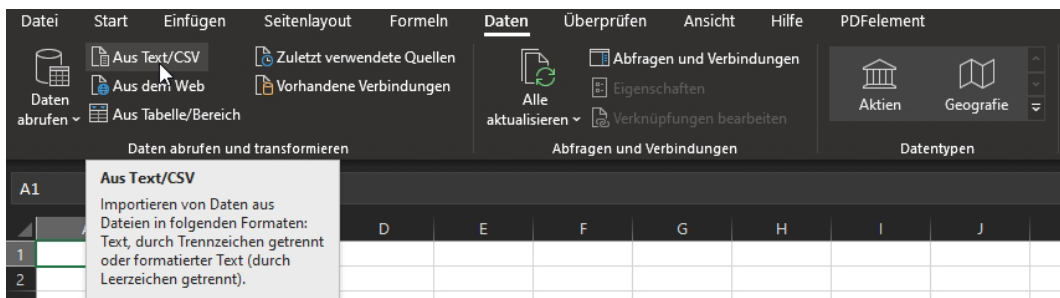 Datei Start Einfügen Seitenlayout Formeln Daten Überprüfen Ansicht Hilfe PDFelement
Daten abrufen
Aus Text/CSV
Aus dem Web
Aus Tabelle/Bereich
Zuletzt verwendete Quellen
Vorhandene Verbindungen
Daten abrufen und transformieren
Alle aktualisieren
Abfragen und Verbindungen
Eigenschaften
Verknüpfungen bearbeiten
Abfragen und Verbindungen
Aktien
Geografie
Datentypen
A1
Aus Text/CSV
Importieren von Daten aus
Dateien in folgenden Formaten:
Text, durch Trennzeichen getrennt
oder formatierter Text (durch
Leerzeichen getrennt).
D E F G H I J
1
2